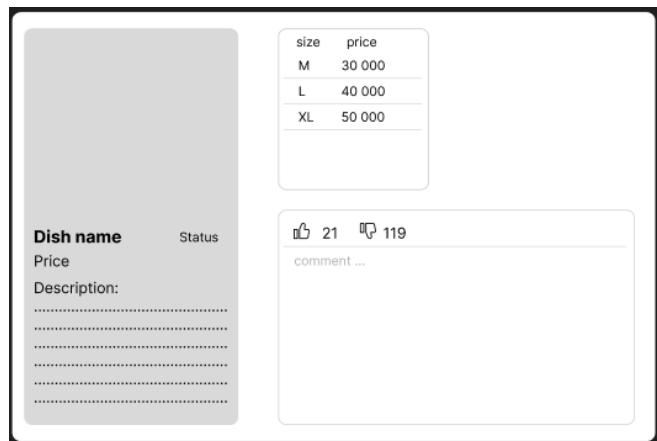 Dish name Status
Price
Description:
size price
M 30 000
L 40 000
XL 50 000
21 119
comment ...